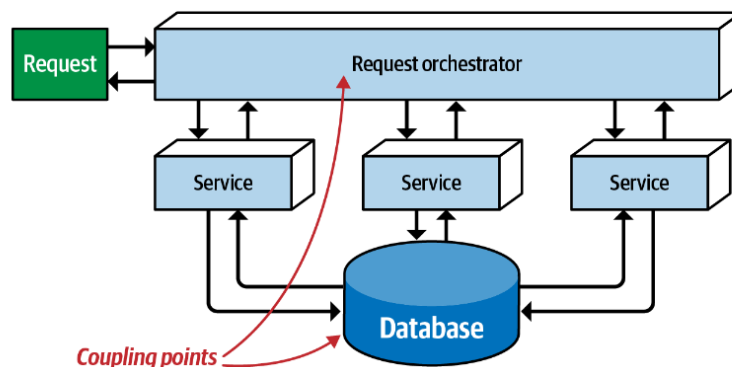 Request
Request orchestrator
Service
Service
Service
Database
Coupling points